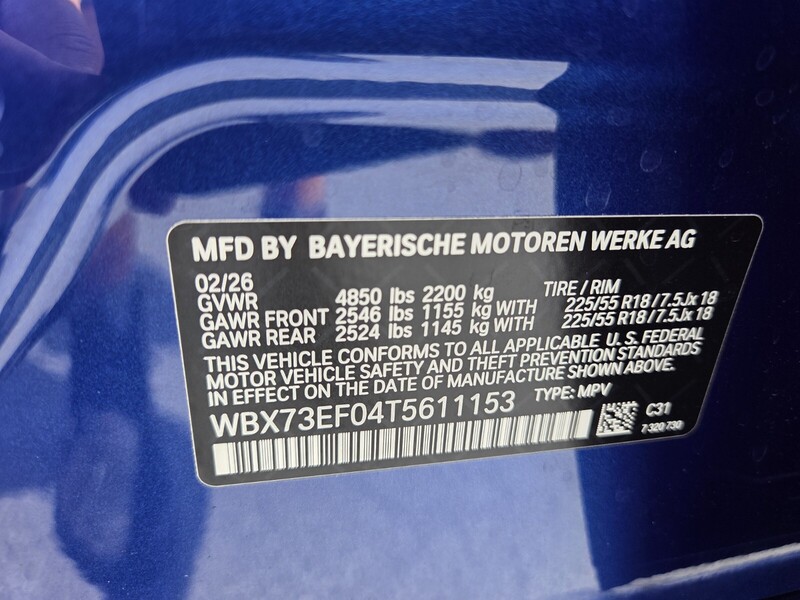 MFD BY BAYERISCHE MOTOREN WERKE AG
02/26
GVWR 4850 lbs 2200 kg TIRE / RIM
GAWR FRONT 2546 lbs 1155 kg WITH 225/55 R18 / 7.5Jx 18
GAWR REAR 2524 lbs 1145 kg WITH 225/55 R18 / 7.5Jx 18
THIS VEHICLE CONFORMS TO ALL APPLICABLE U. S. FEDERAL
MOTOR VEHICLE SAFETY AND THEFT PREVENTION STANDARDS
IN EFFECT ON THE DATE OF MANUFACTURE SHOWN ABOVE.
WBX73EF04T5611153 TYPE: MPV
C31
7 320 730